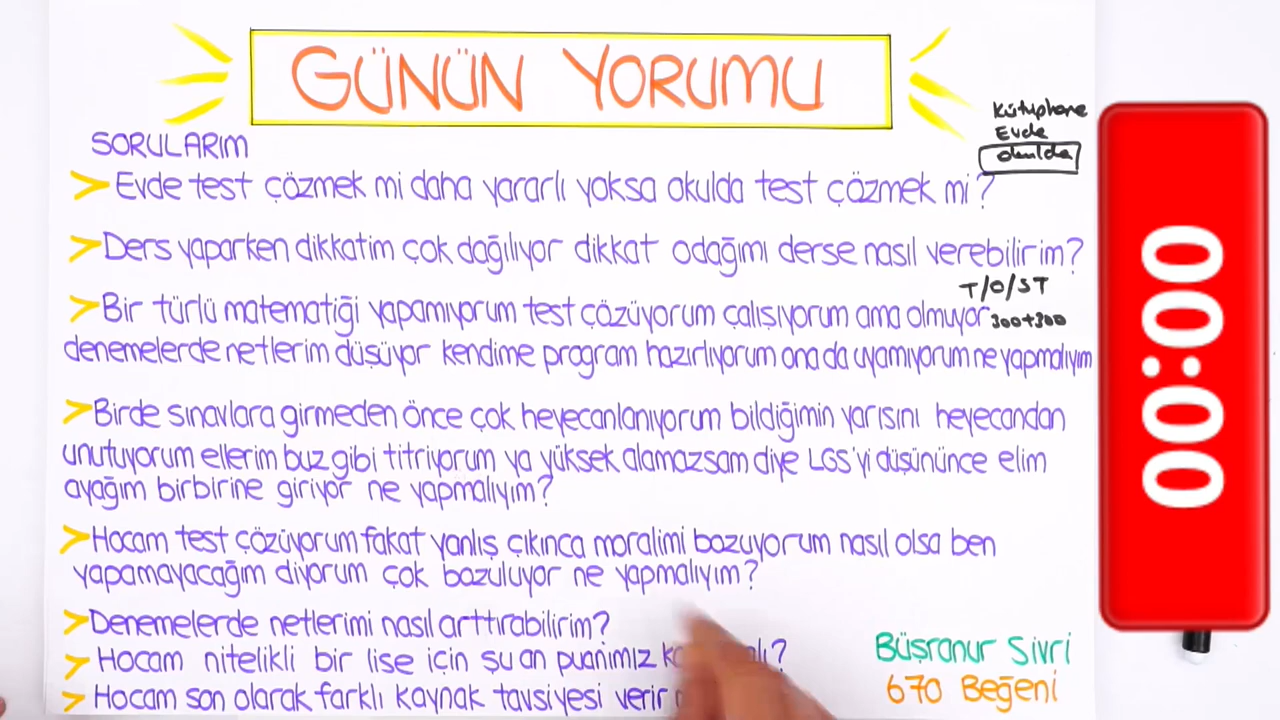 GÜNÜN YORUMU
Kütüphane
Evde
Okulda
SORULARIM
➤ Evde test çözmek mi daha yararlı yoksa okulda test çözmek mi?
➤ Ders yaparken dikkatim çok dağılıyor dikkat odağımı derse nasıl verebilirim?
T/O/ST
➤ Bir türlü matematiği yapamıyorum test çözüyorum çalışıyorum ama olmuyor 300+300
denemelerde netlerim düşüyor kendime program hazırlıyorum ona da uyamıyorum ne yapmalıyım
➤ Birde sınavlara girmeden önce çok heyecanlanıyorum bildiğimin yarısını heyecandan
unutuyorum ellerim buz gibi titriyorum ya yüksek alamazsam diye LGS'yi düşününce elim
ayağım birbirine giriyor ne yapmalıyım?
➤ Hocam test çözüyorum fakat yanlış çıkınca moralimi bozuyorum nasıl olsa ben
yapamayacağım diyorum çok bozuluyor ne yapmalıyım?
➤ Denemelerde netlerimi nasıl arttırabilirim?
➤ Hocam nitelikli bir lise için şu an puanımız
➤ Hocam son olarak farklı kaynak tavsiyesi verir
Büşranur Sivri
670 Beğeni
00:00